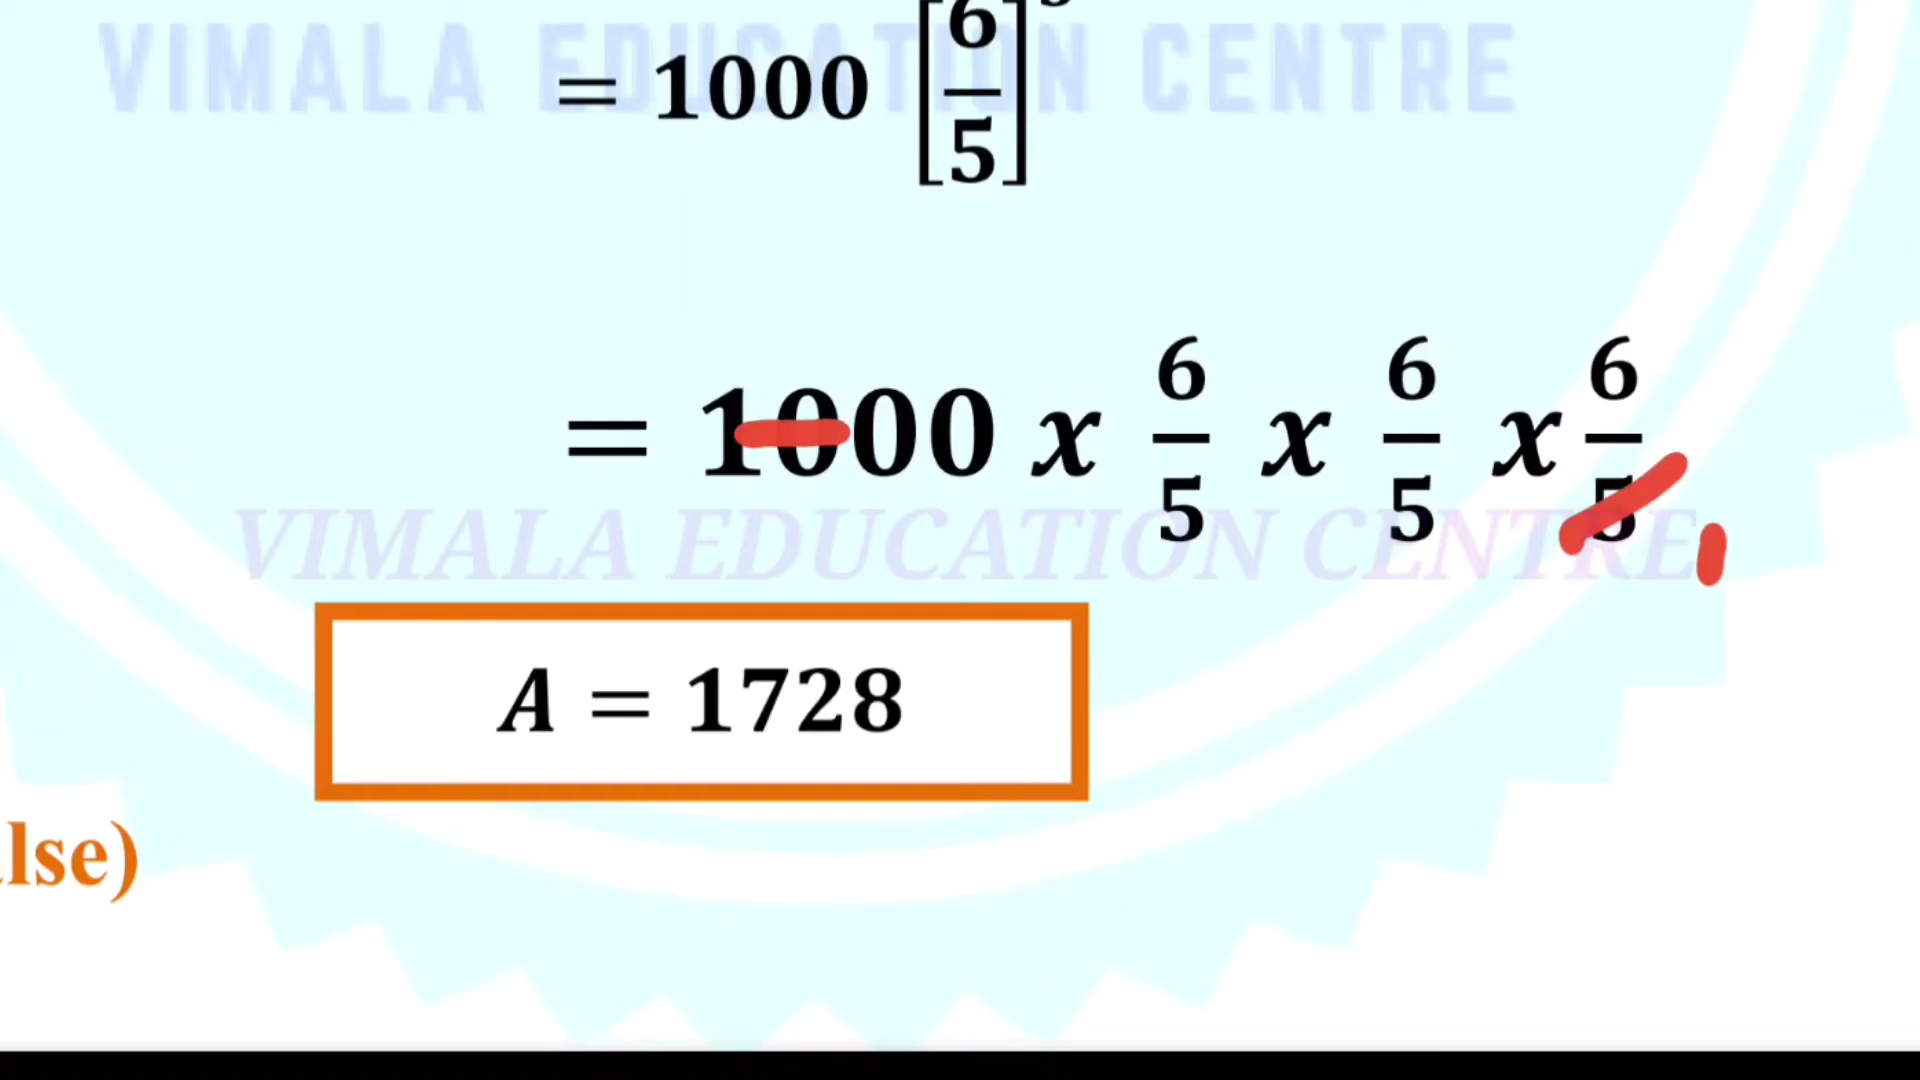 VIMALA EDUCATION CENTRE
= 1000 [6/5]
= 1000 x 6/5 x 6/5 x 6/5
VIMALA EDUCATION CENTRE
A = 1728
lse)